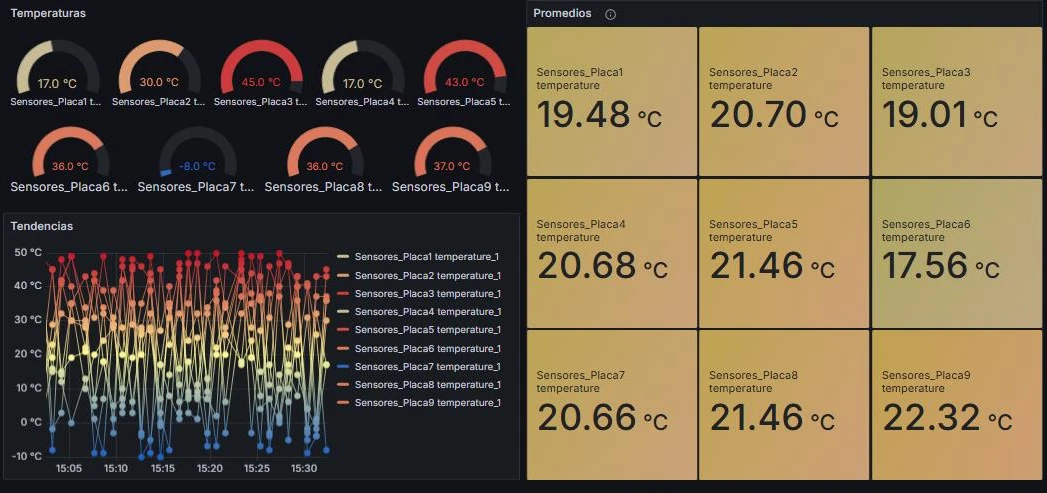 Temperaturas
17.0 °C
30.0 °C
45.0 °C
17.0 °C
43.0 °C
Sensores_Placa1 t...
Sensores_Placa2 t...
Sensores_Placa3 t...
Sensores_Placa4 t...
Sensores_Placa5 t...
36.0 °C
-8.0 °C
36.0 °C
37.0 °C
Sensores_Placa6 t...
Sensores_Placa7 t...
Sensores_Placa8 t...
Sensores_Placa9 t...
Tendencias
50 °C
40 °C
30 °C
20 °C
10 °C
0 °C
-10 °C
15:05
15:10
15:15
15:20
15:25
15:30
Sensores_Placa1 temperature_1
Sensores_Placa2 temperature_1
Sensores_Placa3 temperature_1
Sensores_Placa4 temperature_1
Sensores_Placa5 temperature_1
Sensores_Placa6 temperature_1
Sensores_Placa7 temperature_1
Sensores_Placa8 temperature_1
Sensores_Placa9 temperature_1
Promedios
Sensores_Placa1
temperature
19.48 °C
Sensores_Placa2
temperature
20.70 °C
Sensores_Placa3
temperature
19.01 °C
Sensores_Placa4
temperature
20.68 °C
Sensores_Placa5
temperature
21.46 °C
Sensores_Placa6
temperature
17.56 °C
Sensores_Placa7
temperature
20.66 °C
Sensores_Placa8
temperature
21.46 °C
Sensores_Placa9
temperature
22.32 °C